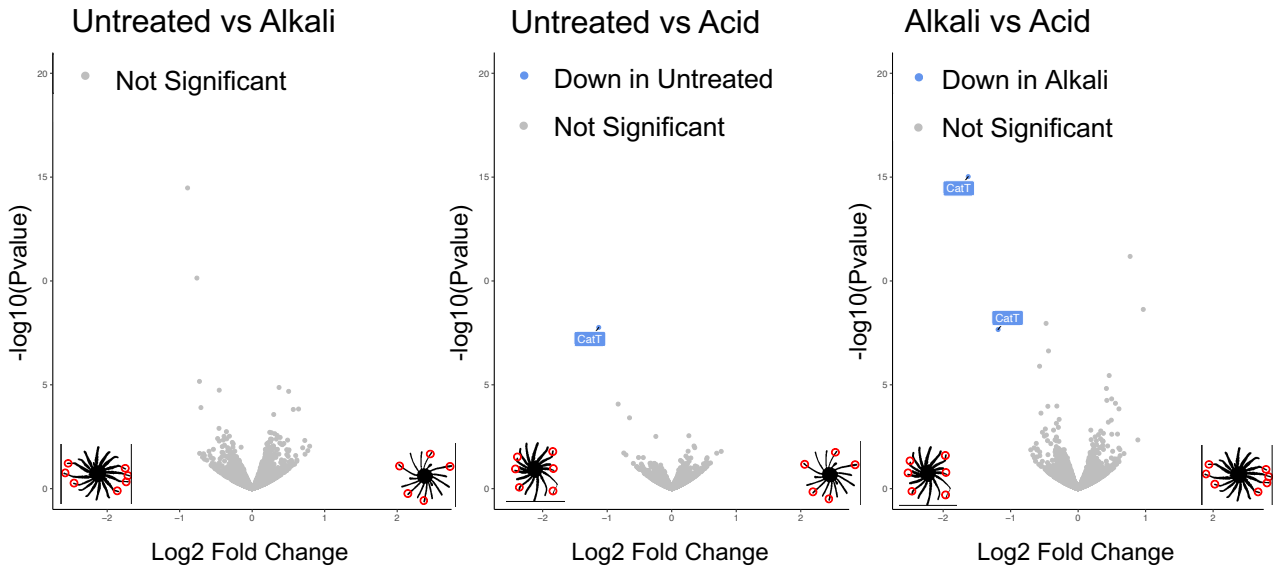 Untreated vs Alkali
Untreated vs Acid
Alkali vs Acid
Not Significant
Down in Untreated
Not Significant
Down in Alkali
Not Significant
20
15
0
5
0
-log10(Pvalue)
−2
−1
0
1
2
Log2 Fold Change
20
15
0
5
0
-log10(Pvalue)
CatT
−2
−1
0
1
2
Log2 Fold Change
20
15
0
5
0
-log10(Pvalue)
CatT
CatT
−2
−1
0
1
2
Log2 Fold Change